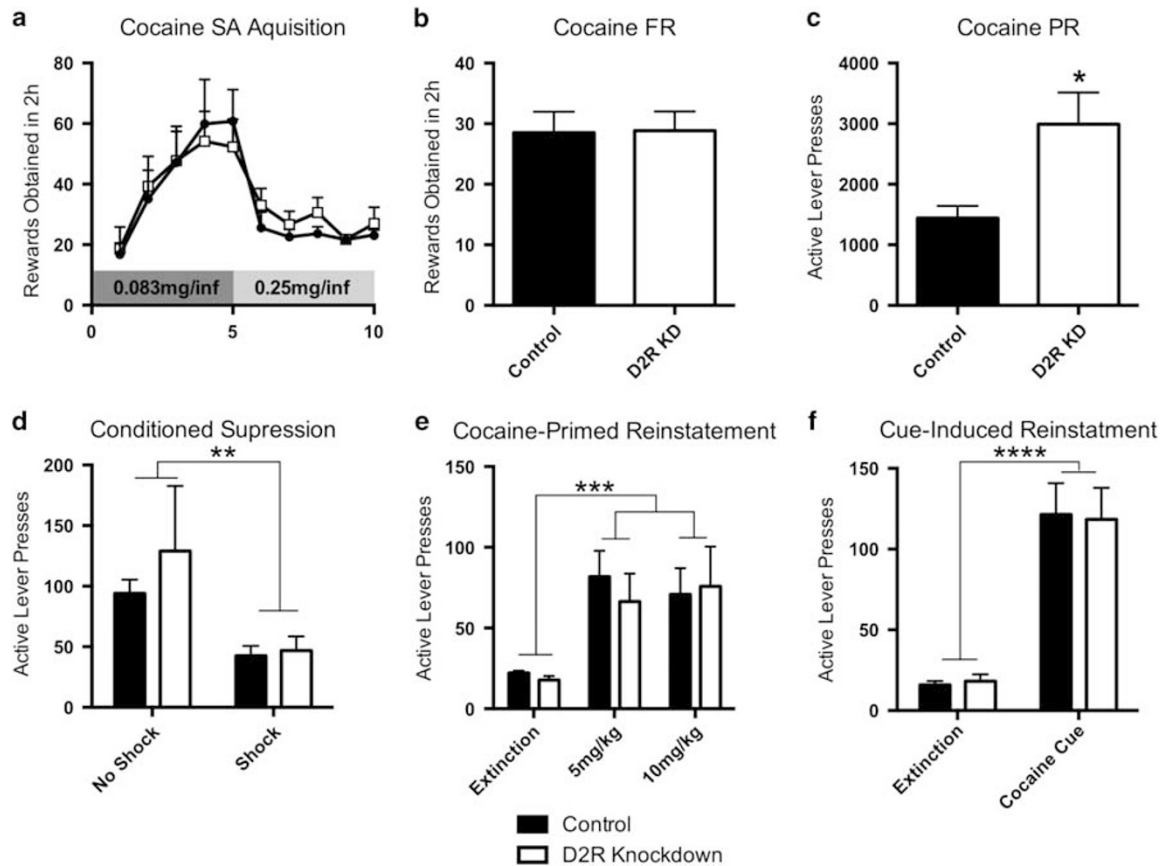 a
Cocaine SA Aquisition
Rewards Obtained in 2h
80
60
40
20
0
0.083mg/inf
0.25mg/inf
0
5
10
b
Cocaine FR
Rewards Obtained in 2h
40
30
20
10
0
Control
D2R KD
c
Cocaine PR
Active Lever Presses
4000
3000
2000
1000
0
*
Control
D2R KD
d
Conditioned Supression
Active Lever Presses
200
150
100
50
0
**
No Shock
Shock
e
Cocaine-Primed Reinstatement
Active Lever Presses
150
100
50
0
***
Extinction
5mg/kg
10mg/kg
f
Cue-Induced Reinstatment
Active Lever Presses
150
100
50
0
****
Extinction
Cocaine Cue
Control
D2R Knockdown